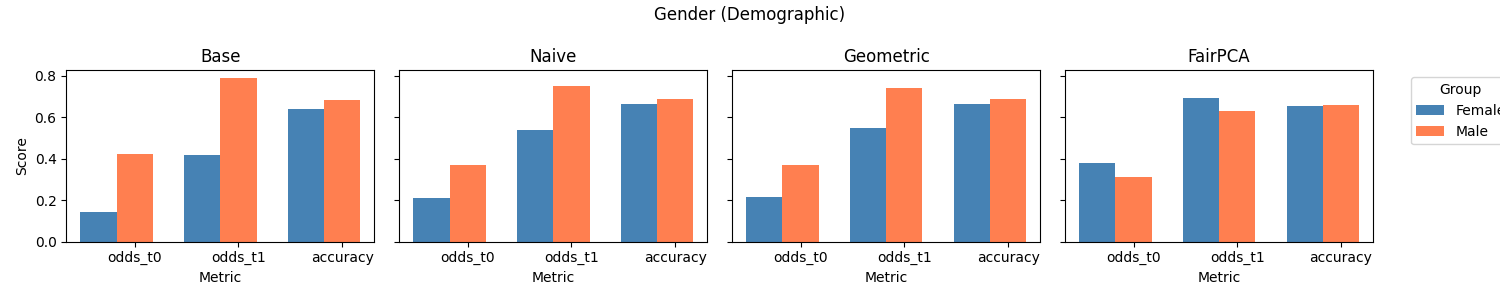 Gender (Demographic)
Base
Naive
Geometric
FairPCA
Score
0.8
0.6
0.4
0.2
0.0
odds_t0
odds_t1
accuracy
Metric
odds_t0
odds_t1
accuracy
Metric
odds_t0
odds_t1
accuracy
Metric
odds_t0
odds_t1
accuracy
Metric
Group
Female
Male